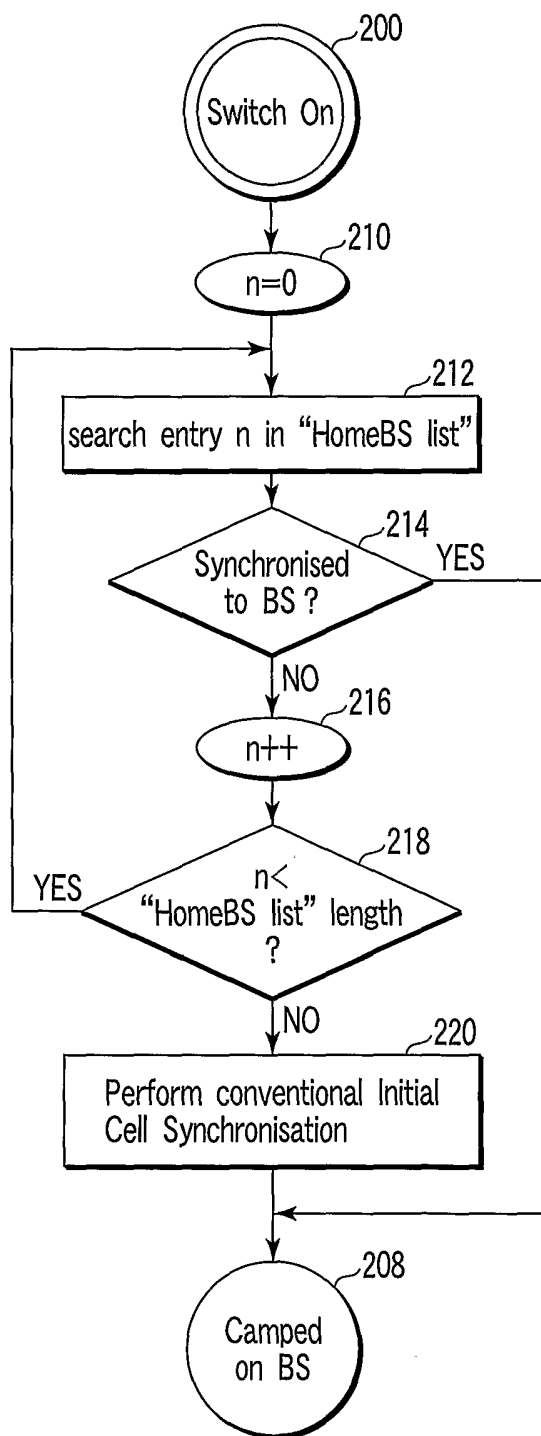 200
Switch On
210
n=0
212
search entry n in “HomeBS list”
214
Synchronised
to BS ?
YES
NO
216
n++
218
n<
“HomeBS list” length
?
YES
NO
220
Perform conventional Initial
Cell Synchronisation
208
Camped
on BS